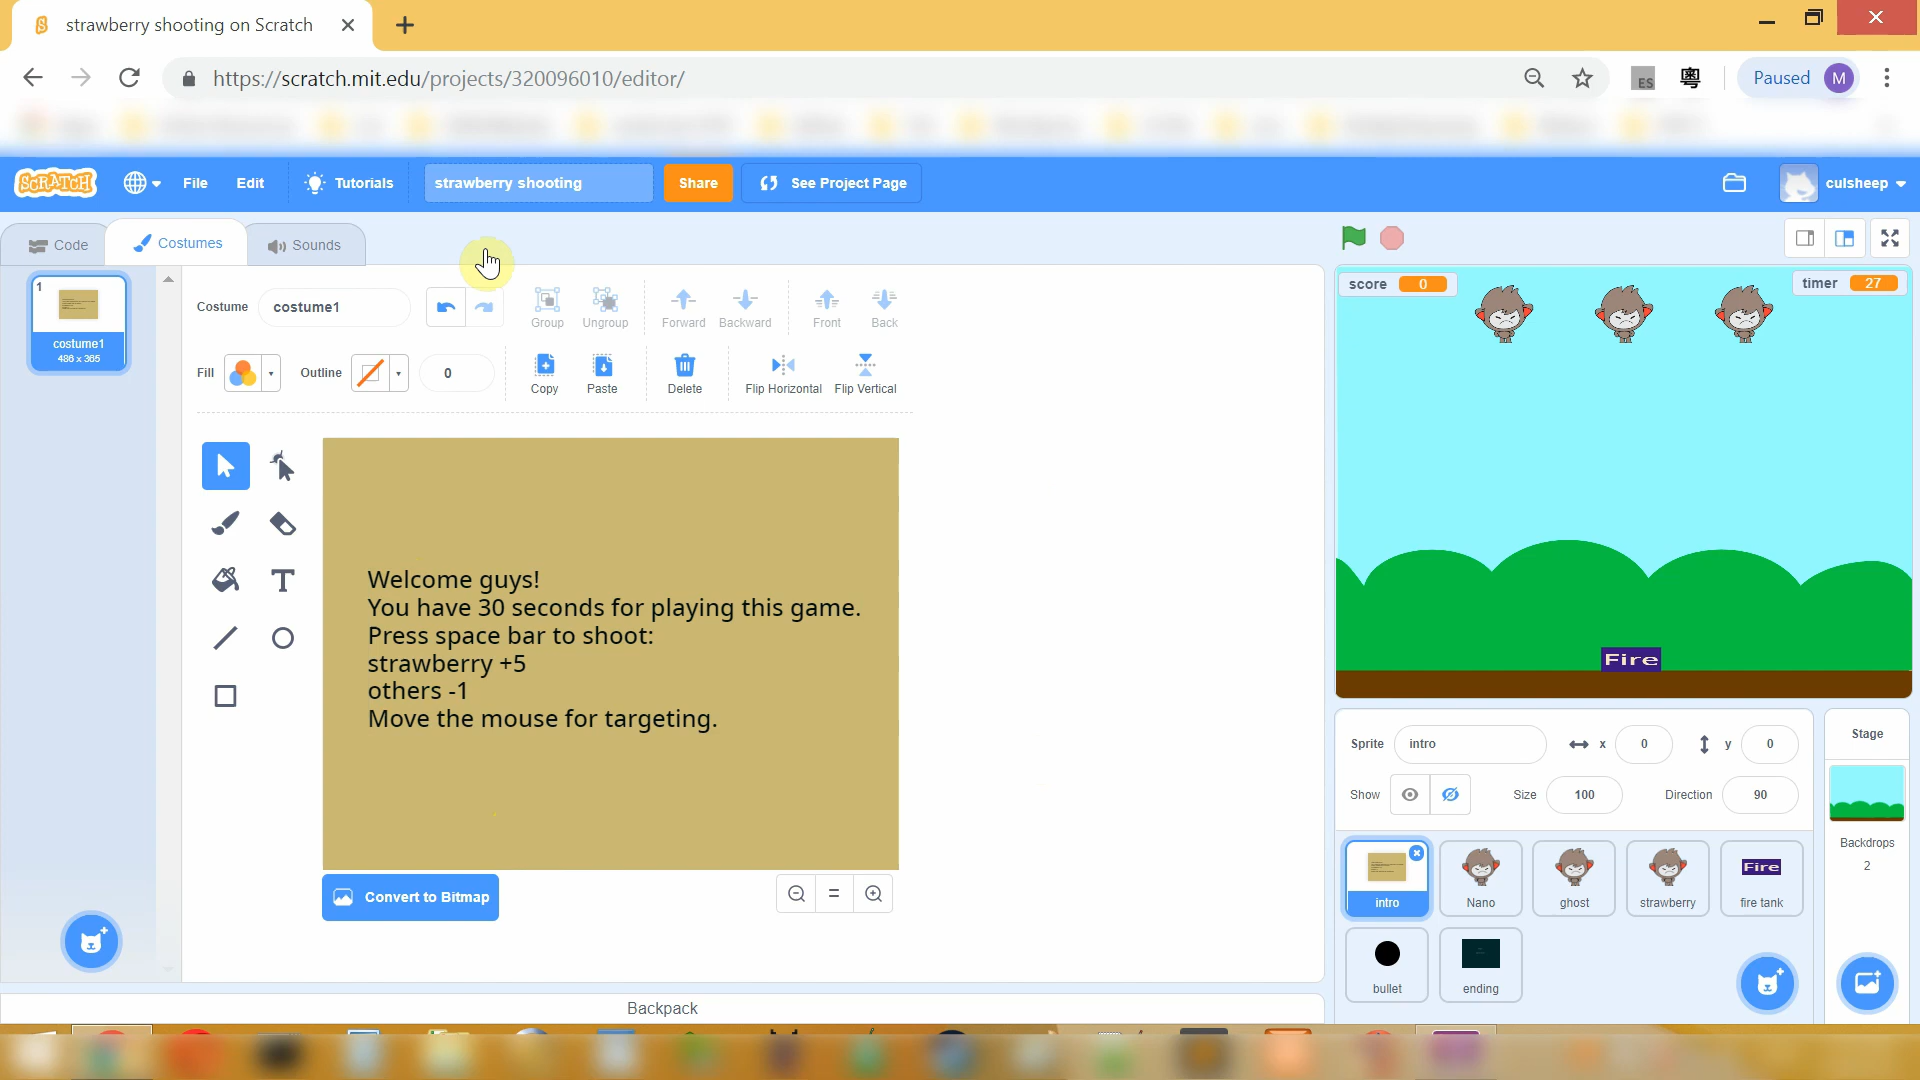 strawberry shooting on Scratch
https://scratch.mit.edu/projects/320096010/editor/
ES
粵
Paused
M
SCRATCH
File
Edit
Tutorials
strawberry shooting
Share
See Project Page
culsheep
Code
Costumes
Sounds
1
costume1
486 x 365
Costume
costume1
Group
Ungroup
Forward
Backward
Front
Back
Fill
Outline
0
Copy
Paste
Delete
Flip Horizontal
Flip Vertical
T
Welcome guys!
You have 30 seconds for playing this game.
Press space bar to shoot:
strawberry +5
others -1
Move the mouse for targeting.
Convert to Bitmap
Backpack
score 0
timer 27
Fire
Sprite
intro
x
0
y
0
Show
Size
100
Direction
90
intro
Nano
ghost
strawberry
Fire
fire tank
bullet
ending
Stage
Backdrops
2